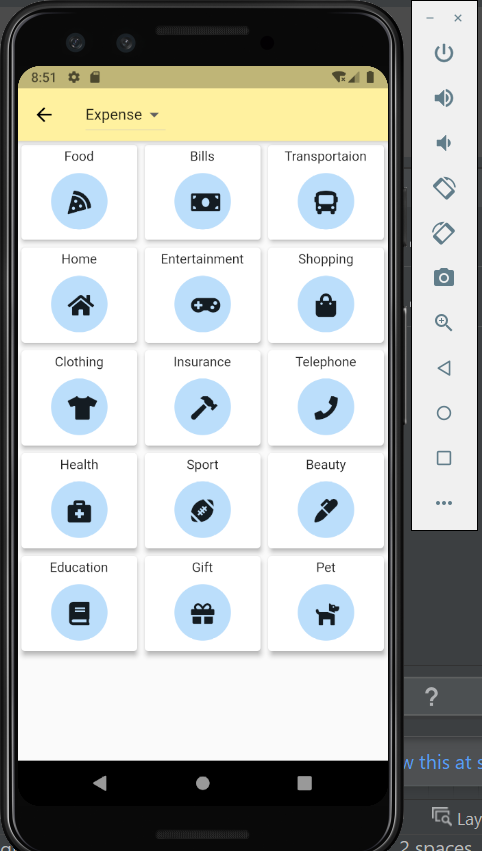 8:51
Expense
Food Bills Transportaion
Home Entertainment Shopping
Clothing Insurance Telephone
Health Sport Beauty
Education Gift Pet
?
w this at s
Lay
2 spaces